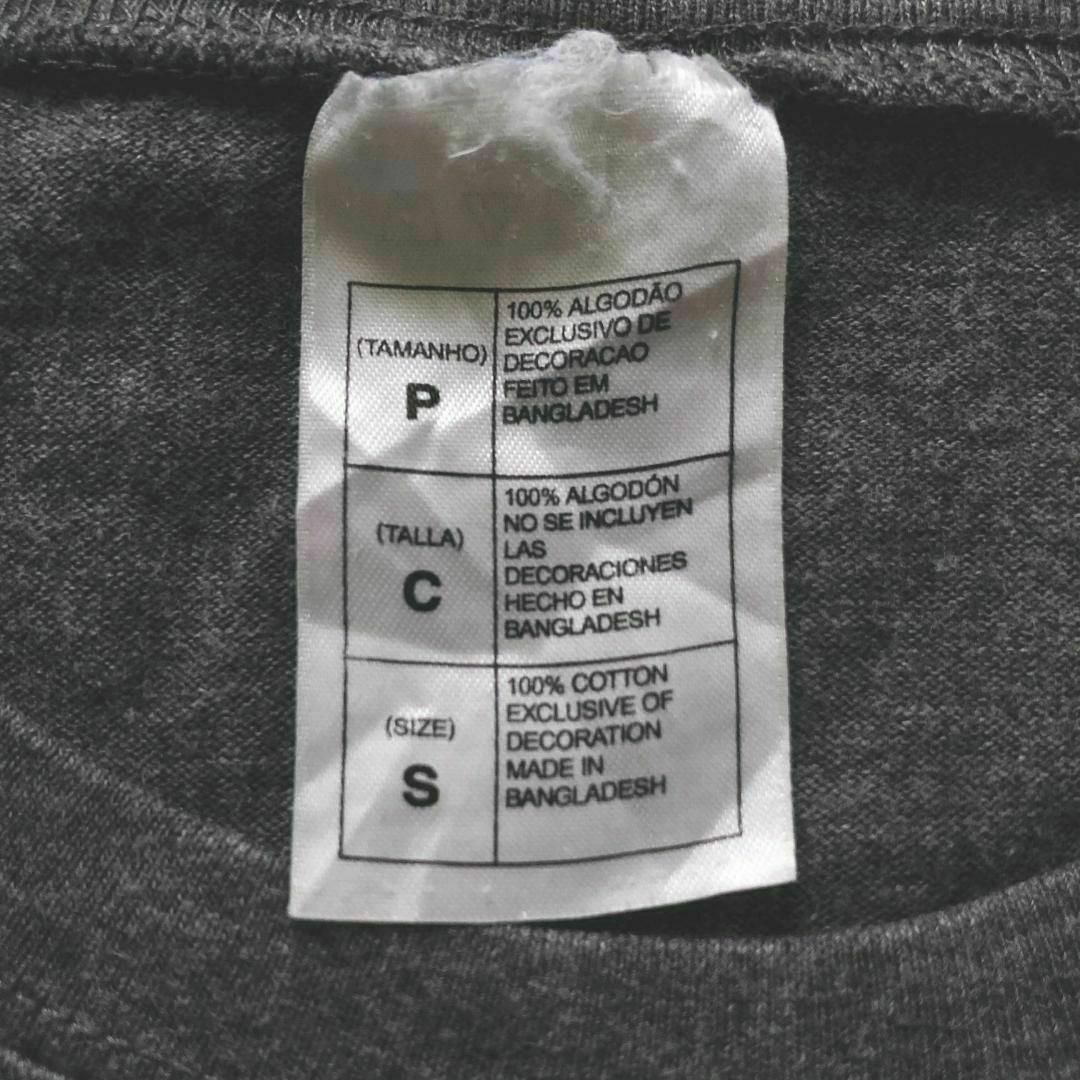 (TAMANHO)
P
100% ALGODÃO
EXCLUSIVO DE
DECORACAO
FEITO EM
BANGLADESH
(TALLA)
C
100% ALGODÓN
NO SE INCLUYEN
LAS
DECORACIONES
HECHO EN
BANGLADESH
(SIZE)
S
100% COTTON
EXCLUSIVE OF
DECORATION
MADE IN
BANGLADESH